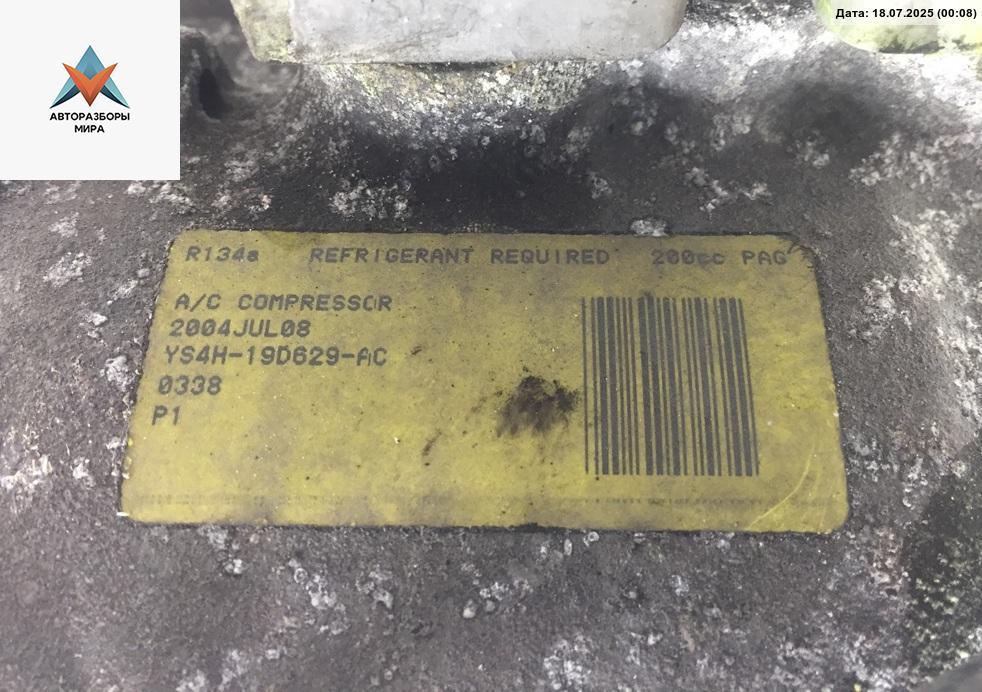 Дата: 18.07.2025 (00:08)
АВТОРАЗБОРЫ
МИРА
R134a REFRIGERANT REQUIRED 200cc PAG
A/C COMPRESSOR
2004JUL08
YS4H-19D629-AC
0338
P1